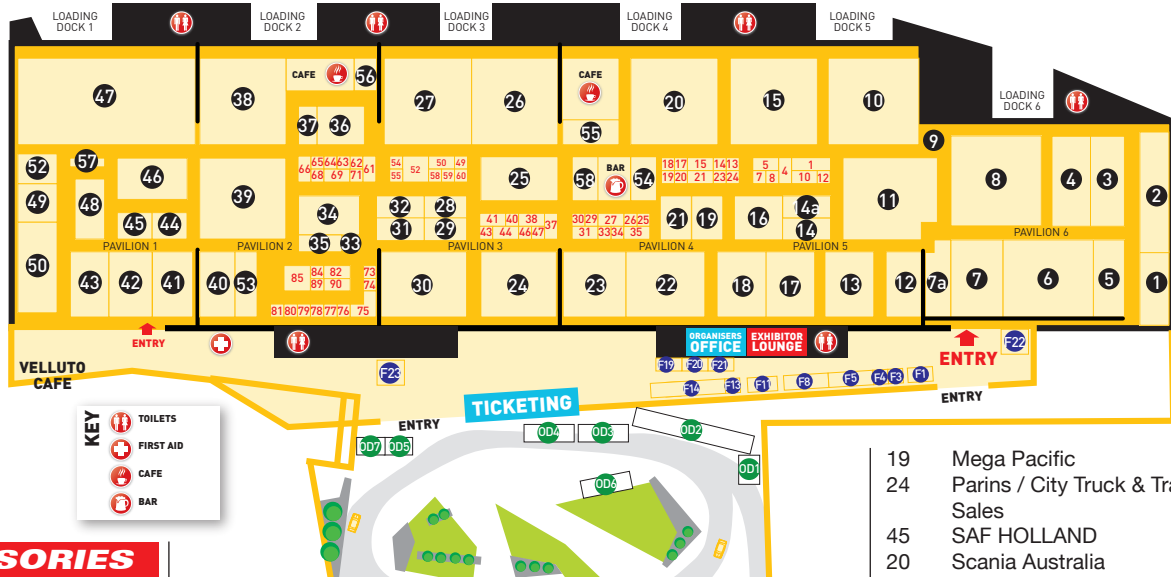 LOADING DOCK 1
LOADING DOCK 2
LOADING DOCK 3
LOADING DOCK 4
LOADING DOCK 5
LOADING DOCK 6
47
38
CAFE
56
27
26
CAFE
20
15
10
37
36
55
9
8
4
3
2
52
57
46
66 65 64 63 62 61
68 69 71
54 52 50 49
55 58 59 60
25
58
BAR
54
18 17 15 14 13
19 20 21 23 24
5 4 1
7 8 10 12
11
49
48
39
34
32
28
21
19
16
14a
45
44
35
33
31
29
41 40 38 37
43 44 46 47
30 29 27 26 25
31 33 34 35
14
PAVILION 1
PAVILION 2
PAVILION 3
PAVILION 4
PAVILION 5
PAVILION 6
50
43
42
41
40
53
85 84 82 73
89 90 74
81 80 79 78 77 76 75
30
24
23
22
18
17
13
12
7a
7
6
5
1
ENTRY
ORGANISERS
OFFICE
EXHIBITOR
LOUNGE
ENTRY
F22
VELLUTO
CAFE
F23
F19
F20
F21
F14
F13
F11
F8
F5
F4
F3
F1
ENTRY
TICKETING
ENTRY
KEY
TOILETS
FIRST AID
CAFE
BAR
OD7
OD5
OD4
OD3
OD2
OD1
OD6
19 Mega Pacific
24 Parins / City Truck & Tra
Sales
45 SAF HOLLAND
20 Scania Australia
SORIES